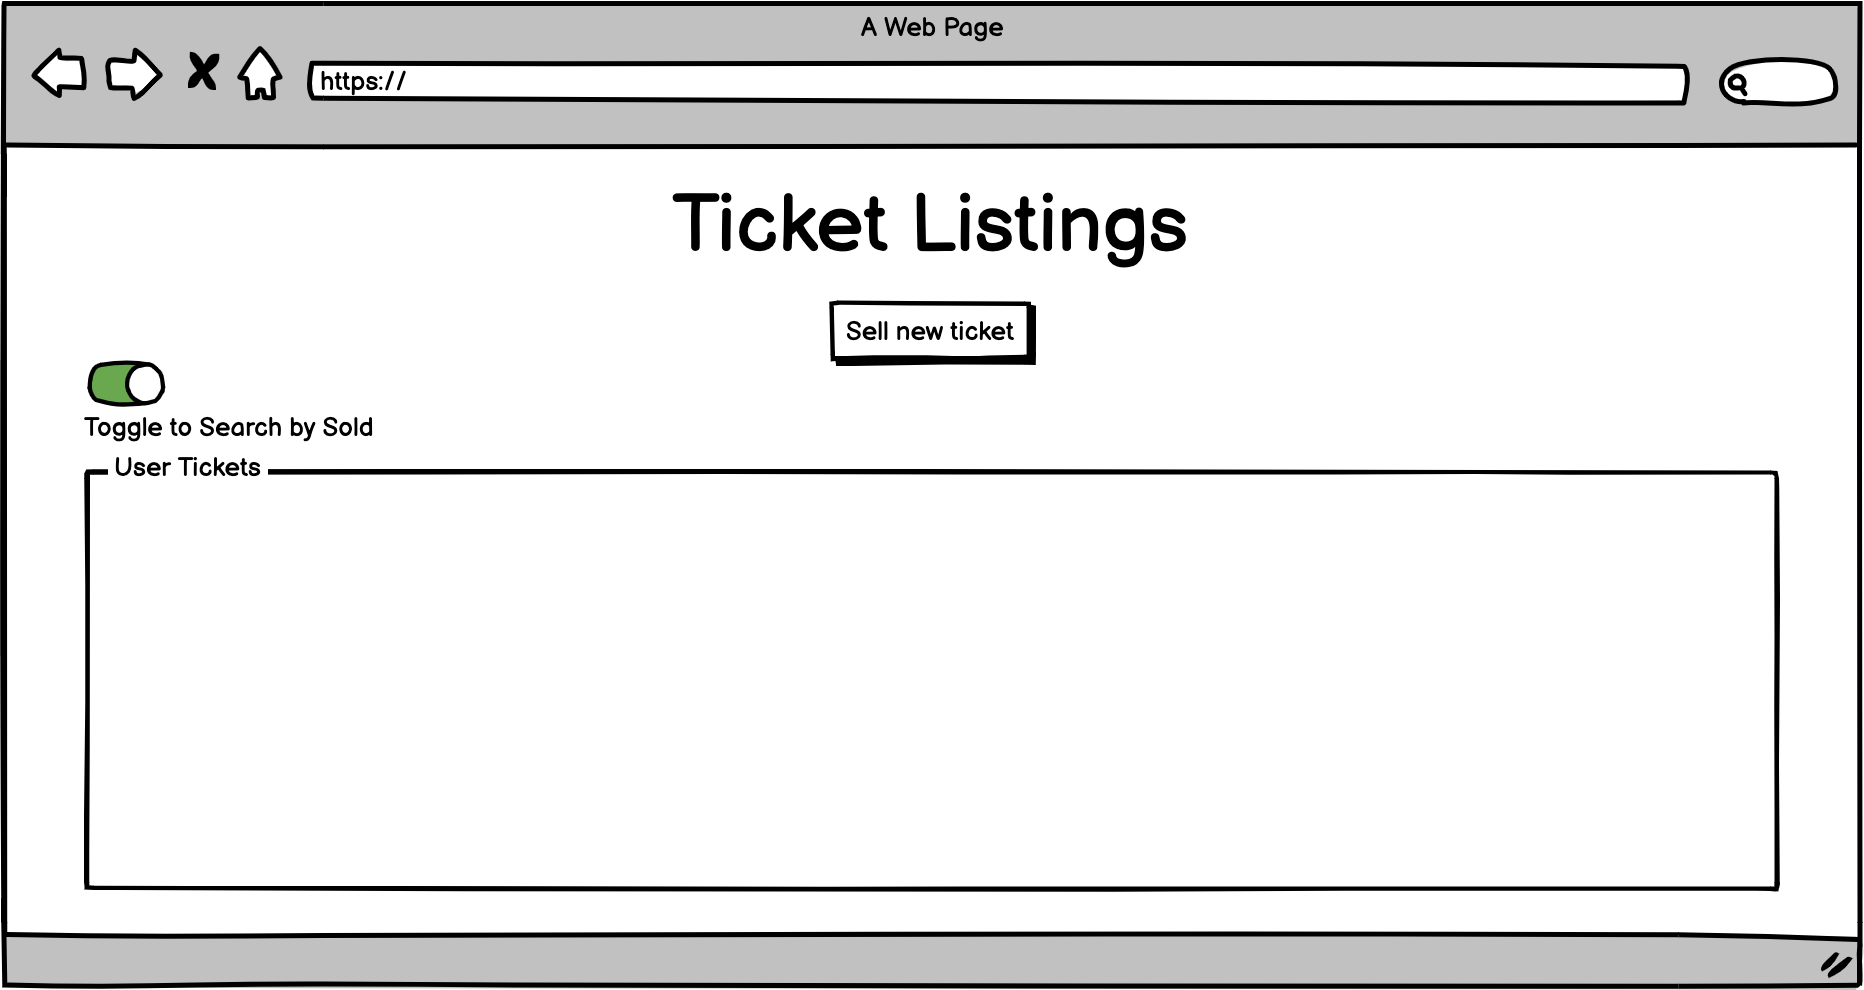 A Web Page
https://
Ticket Listings
Sell new ticket
Toggle to Search by Sold
User Tickets